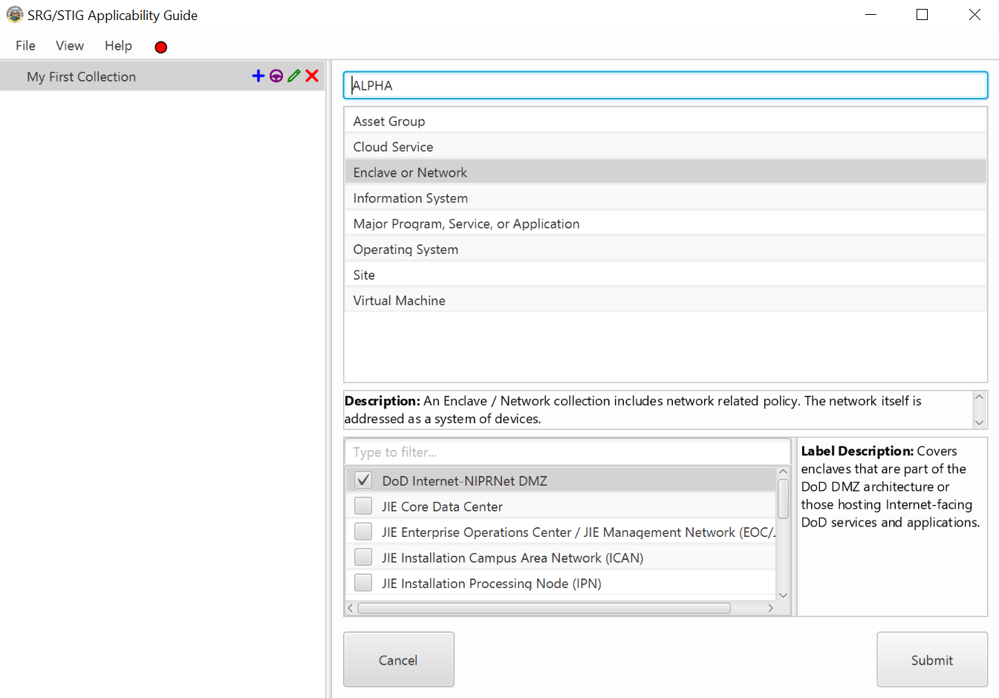 SRG/STIG Applicability Guide
File View Help
My First Collection
ALPHA
Asset Group
Cloud Service
Enclave or Network
Information System
Major Program, Service, or Application
Operating System
Site
Virtual Machine
Description: An Enclave / Network collection includes network related policy. The network itself is
addressed as a system of devices.
Type to filter...
DoD Internet-NIPRNet DMZ
JIE Core Data Center
JIE Enterprise Operations Center / JIE Management Network (EOC/J
JIE Installation Campus Area Network (ICAN)
JIE Installation Processing Node (IPN)
Label Description: Covers
enclaves that are part of the
DoD DMZ architecture or
those hosting Internet-facing
DoD services and applications.
Cancel
Submit